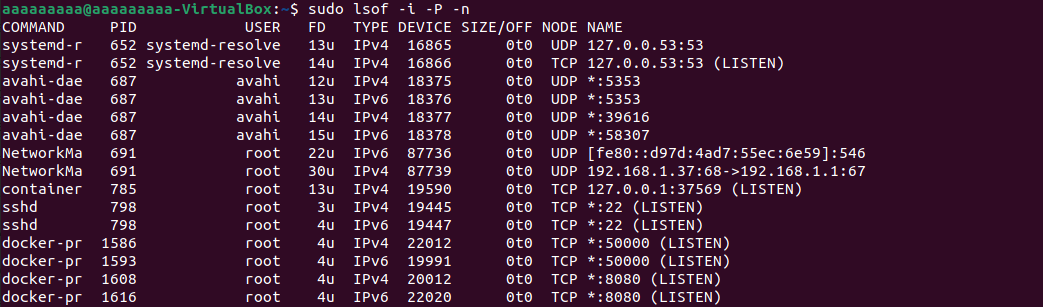 aaaaaaaaa@aaaaaaaaa-VirtualBox:~$ sudo lsof -i -P -n
COMMAND     PID            USER   FD   TYPE DEVICE SIZE/OFF NODE NAME
systemd-r   652 systemd-resolve   13u  IPv4  16865      0t0  UDP 127.0.0.53:53
systemd-r   652 systemd-resolve   14u  IPv4  16866      0t0  TCP 127.0.0.53:53 (LISTEN)
avahi-dae   687           avahi   12u  IPv4  18375      0t0  UDP *:5353
avahi-dae   687           avahi   13u  IPv6  18376      0t0  UDP *:5353
avahi-dae   687           avahi   14u  IPv4  18377      0t0  UDP *:39616
avahi-dae   687           avahi   15u  IPv6  18378      0t0  UDP *:58307
NetworkMa   691            root   22u  IPv6  87736      0t0  UDP [fe80::d97d:4ad7:55ec:6e59]:546
NetworkMa   691            root   30u  IPv4  87739      0t0  UDP 192.168.1.37:68->192.168.1.1:67
container   785            root   13u  IPv4  19590      0t0  TCP 127.0.0.1:37569 (LISTEN)
sshd        798            root    3u  IPv4  19445      0t0  TCP *:22 (LISTEN)
sshd        798            root    4u  IPv6  19447      0t0  TCP *:22 (LISTEN)
docker-pr  1586            root    4u  IPv4  22012      0t0  TCP *:50000 (LISTEN)
docker-pr  1593            root    4u  IPv6  19991      0t0  TCP *:50000 (LISTEN)
docker-pr  1608            root    4u  IPv4  20012      0t0  TCP *:8080 (LISTEN)
docker-pr  1616            root    4u  IPv6  22020      0t0  TCP *:8080 (LISTEN)